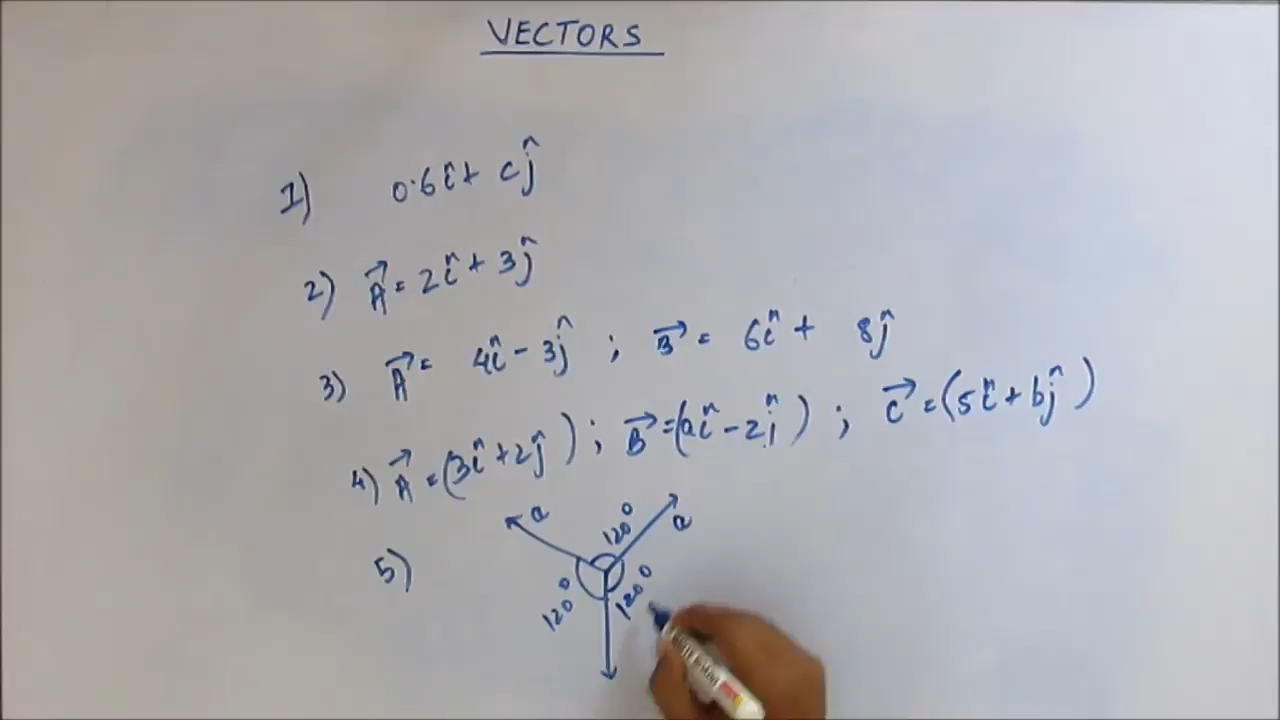 VECTORS
1) 0.6î + cĵ
2) A⃗ = 2î + 3ĵ
3) A⃗ = 4î - 3ĵ ; B⃗ = 6î + 8ĵ
4) A⃗ = (3î + 2ĵ) ; B⃗ = (aî - 2ĵ) ; C⃗ = (5î + bĵ)
5) a 120° a
120° 120°